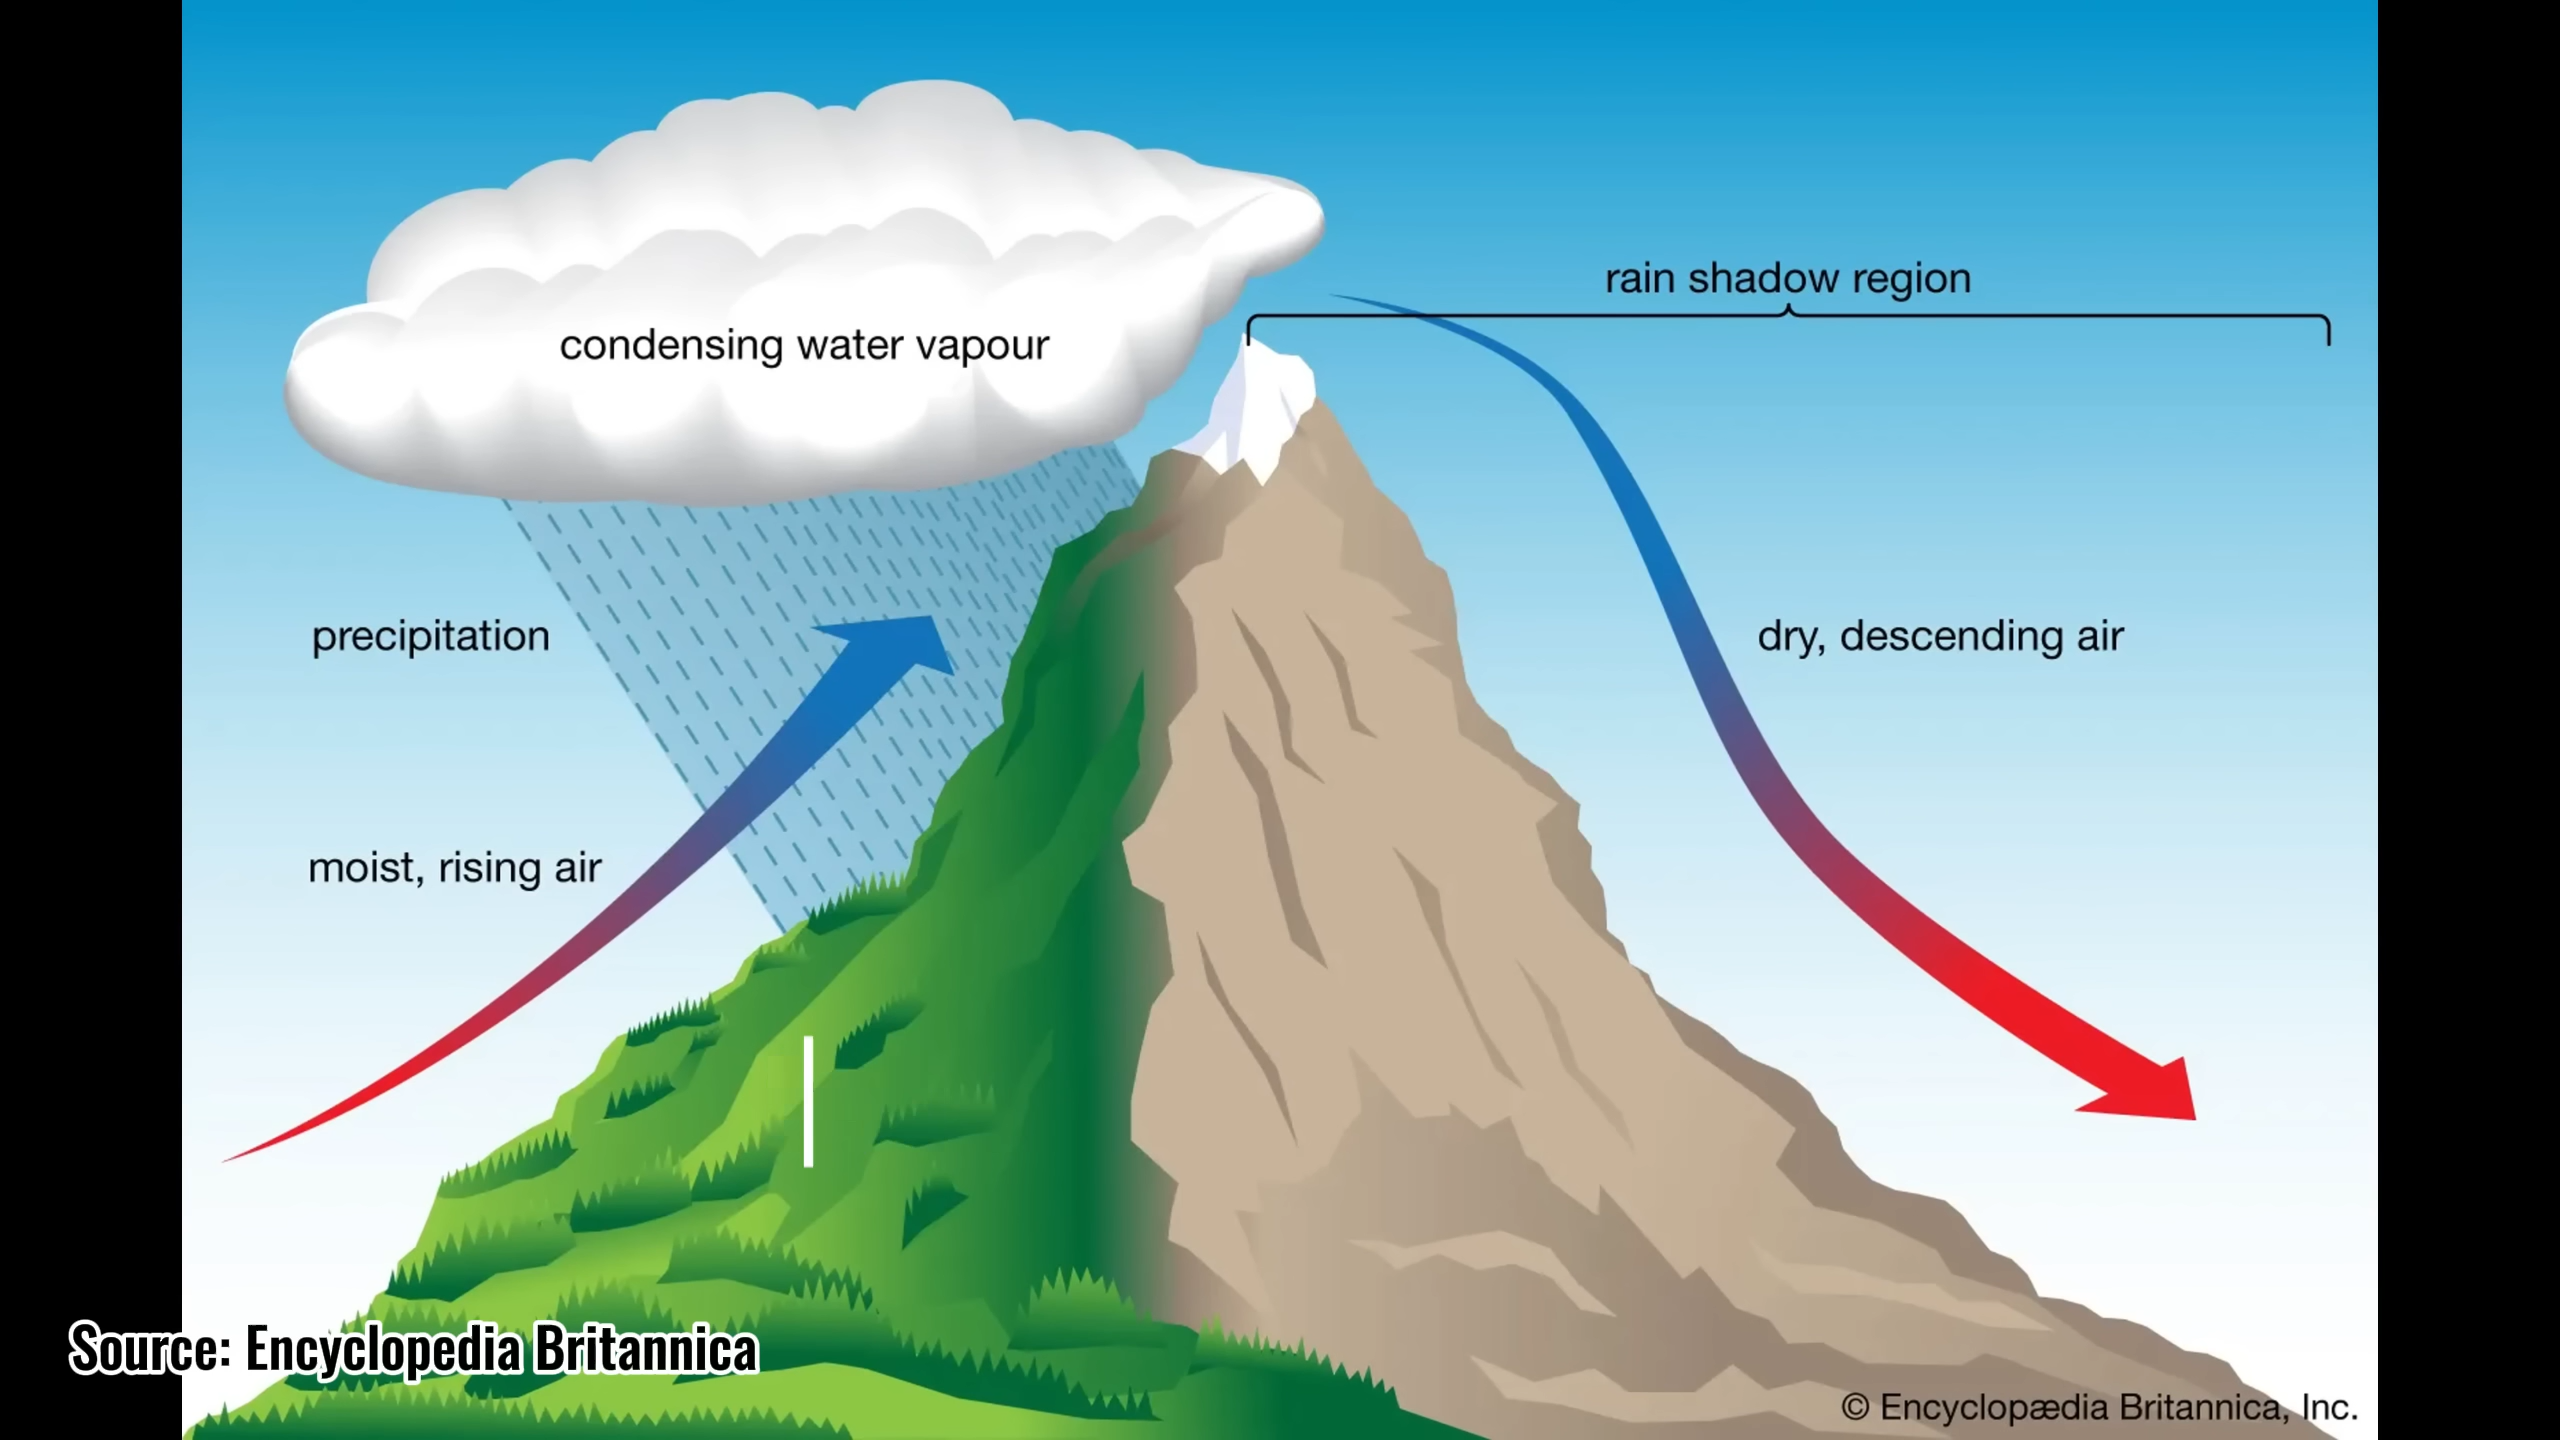 rain shadow region
condensing water vapour
precipitation
dry, descending air
moist, rising air
Source: Encyclopedia Britannica
© Encyclopædia Britannica, Inc.